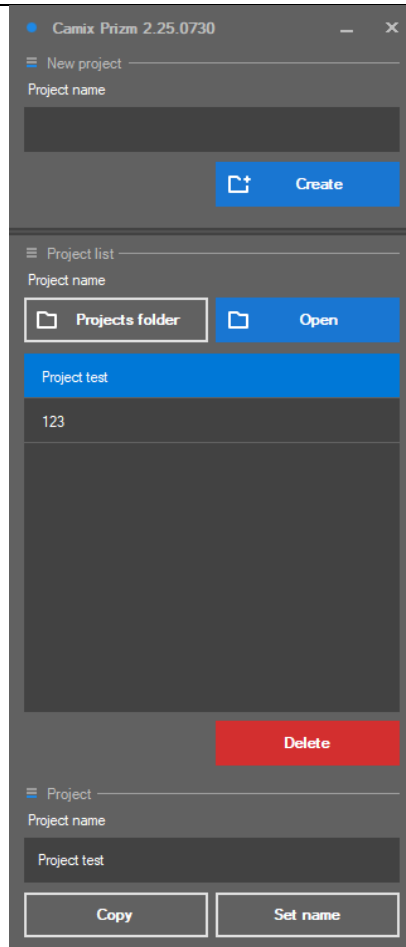 Camix Prizm 2.25.0730
New project
Project name
Create
Project list
Project name
Projects folder
Open
Project test
123
Delete
Project
Project name
Project test
Copy
Set name